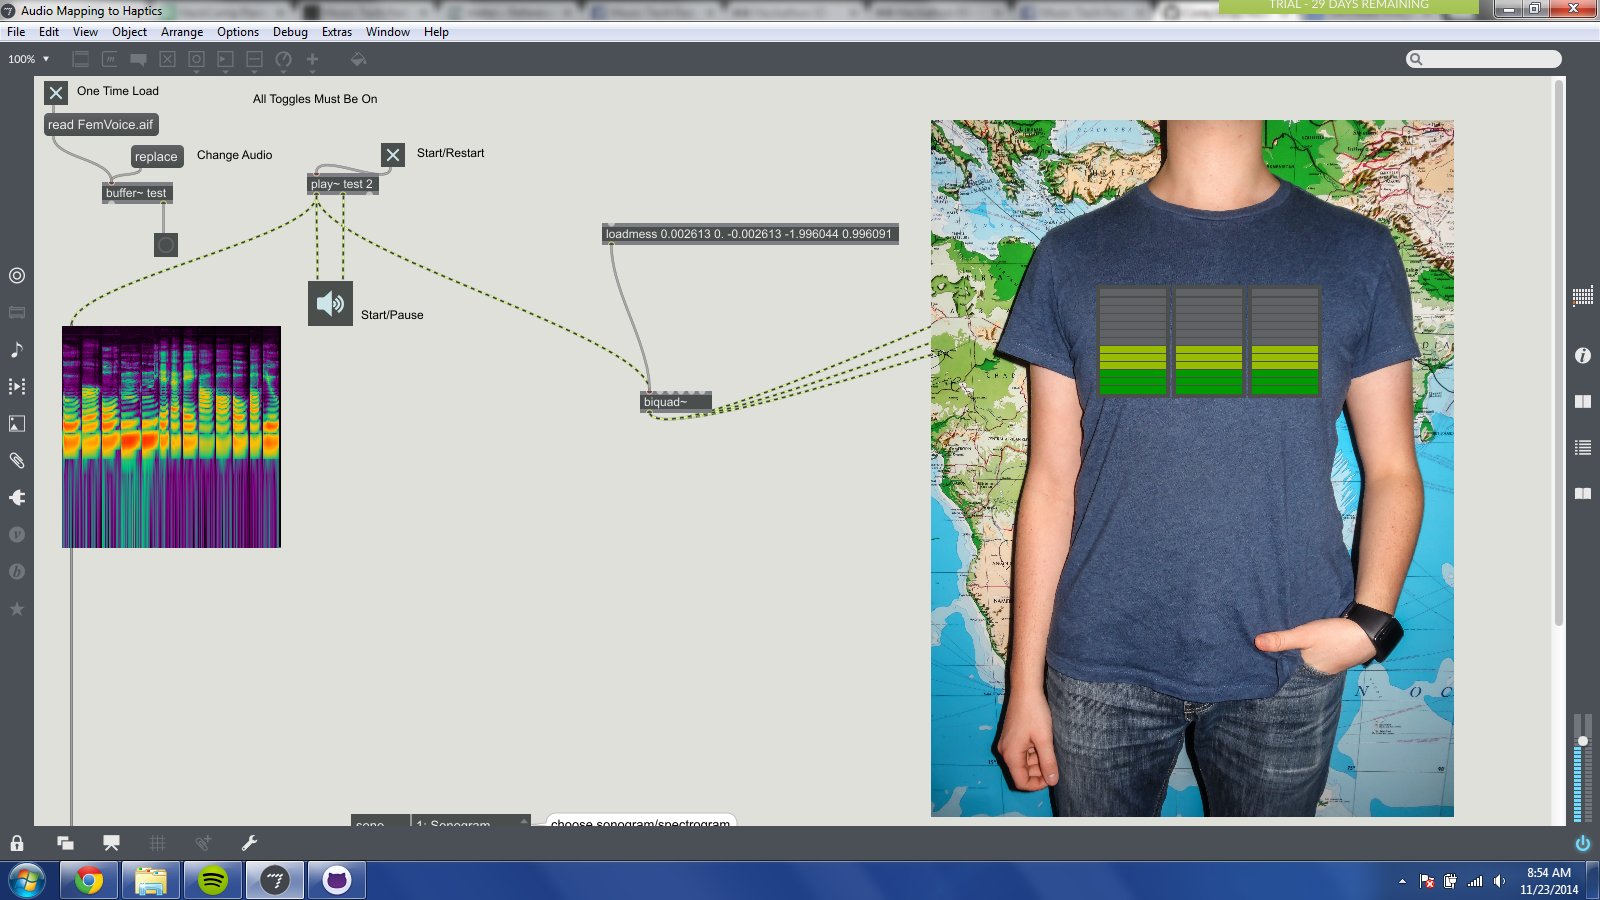 Audio Mapping to Haptics
TRIAL - 29 DAYS REMAINING
File Edit View Object Arrange Options Debug Extras Window Help
100%
One Time Load
All Toggles Must Be On
read FemVoice.aif
replace
Change Audio
Start/Restart
buffer~ test
play~ test 2
loadmess 0.002613 0. -0.002613 -1.996044 0.996091
Start/Pause
biquad~
sono
1: Sonogram
choose sonogram/spectrogram
BLACK SEA
TURKEY
8:54 AM
11/23/2014